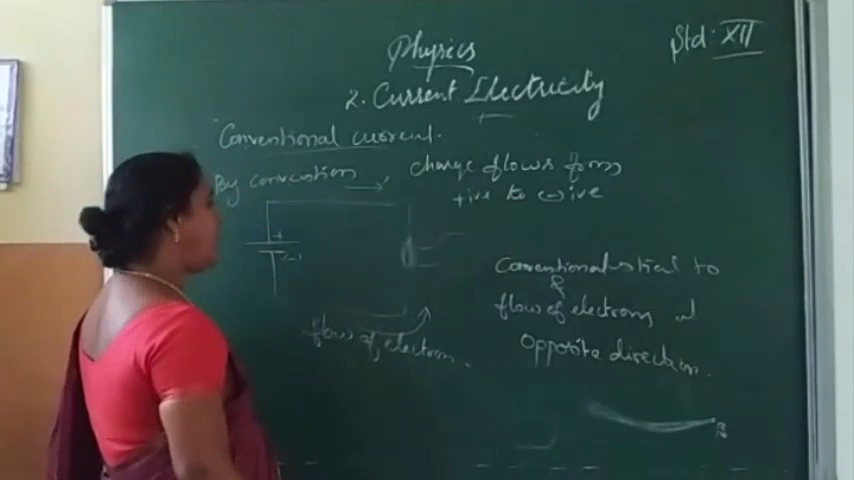 Physics
Std: XII
2. Current Electricity
Conventional current.
By convention → charge flows from
+ive to (-)ive
+
(-)
flow of electron.
Conventional to
&
flow of electrons
Opposite direction.
B